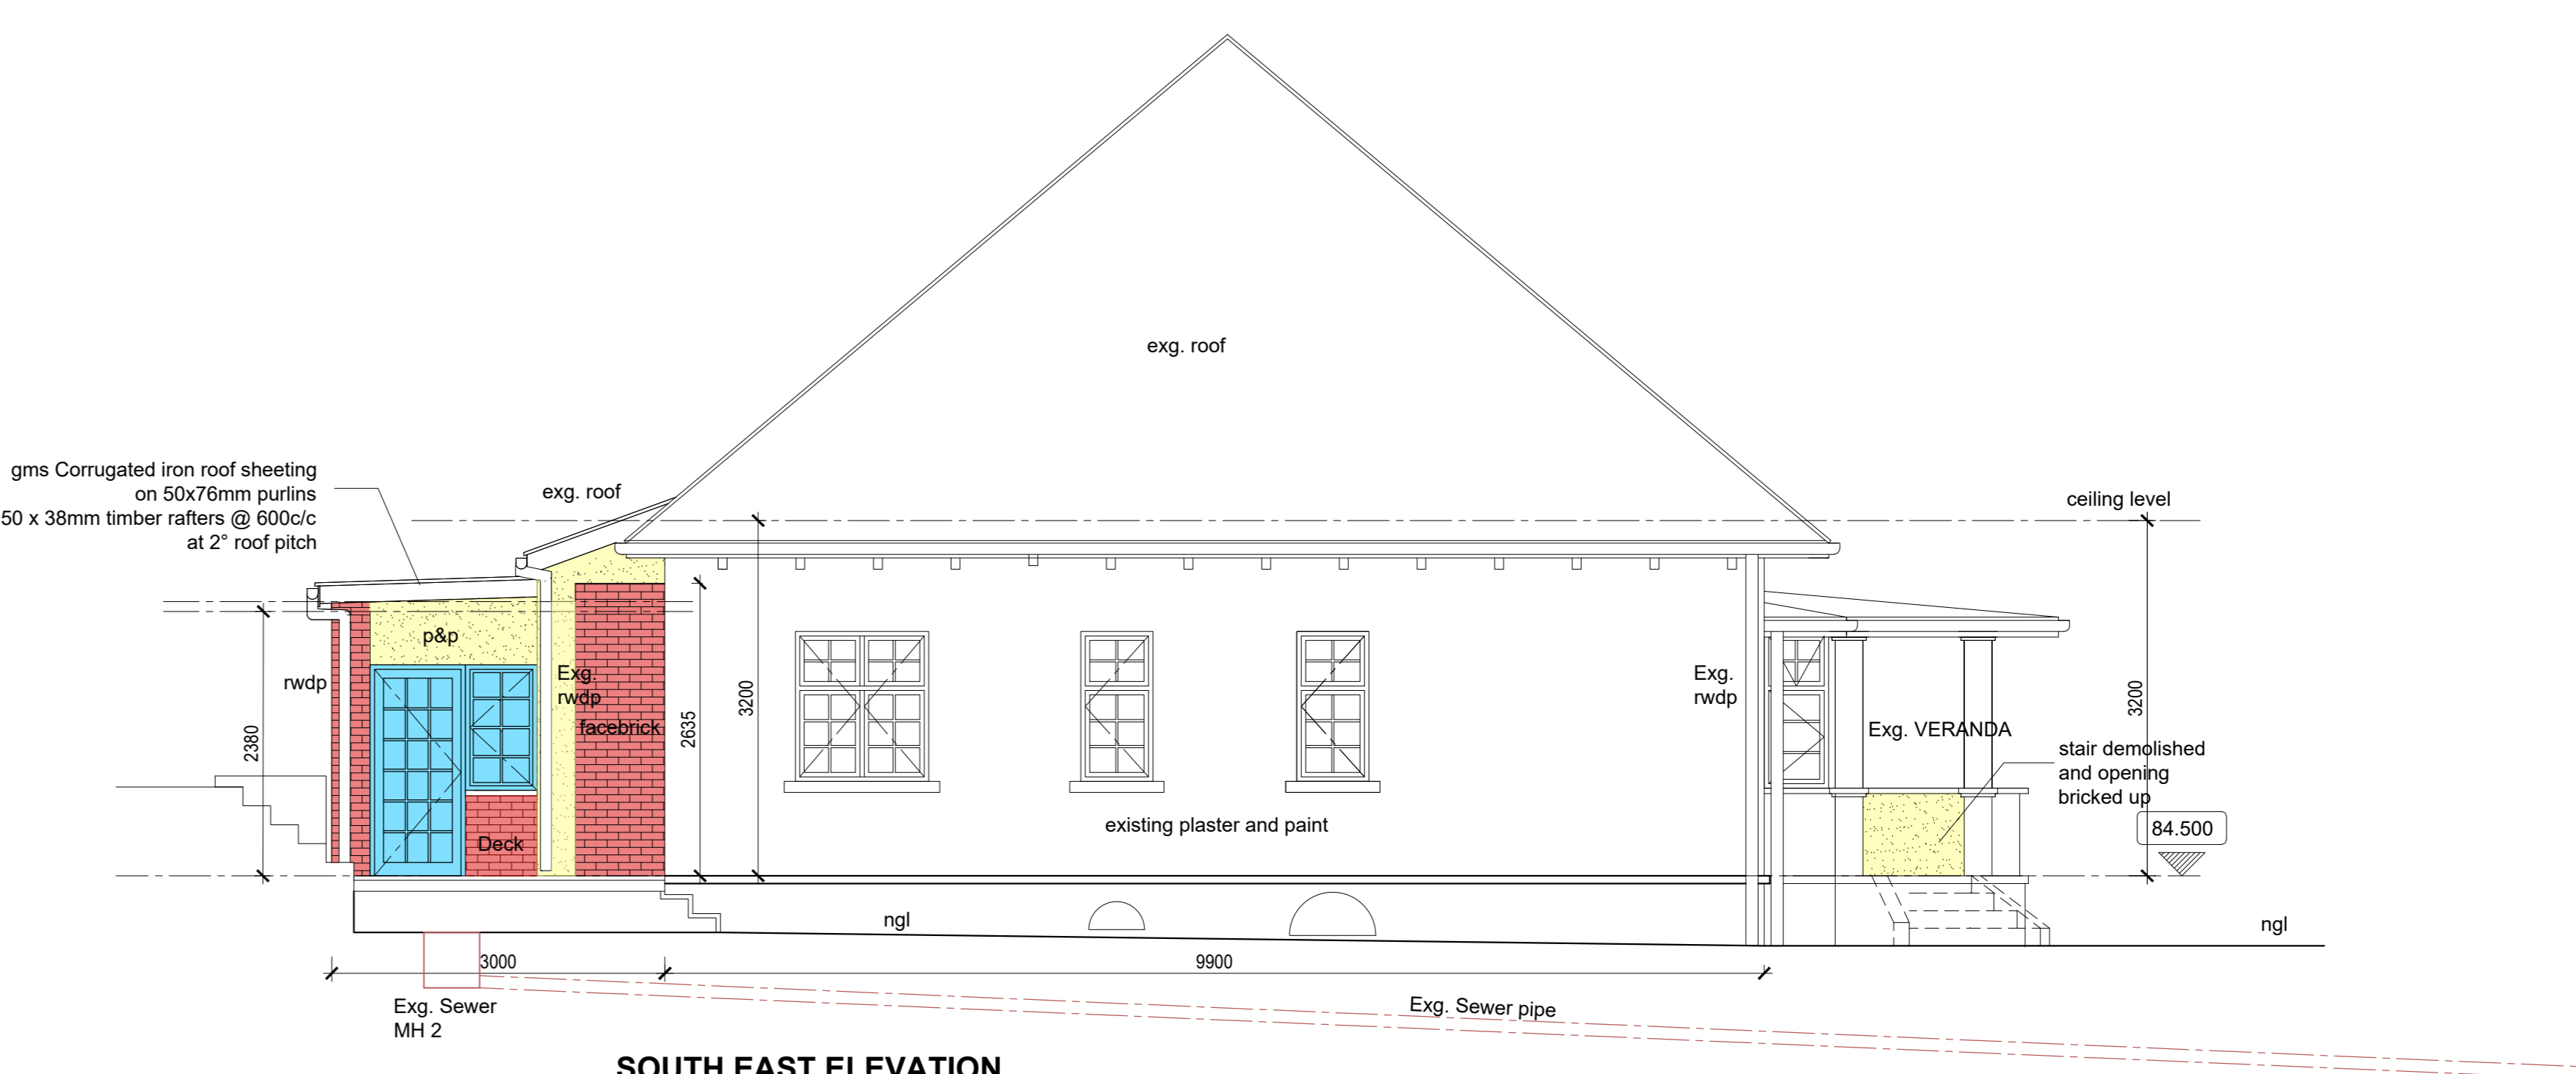 exg. roof
gms Corrugated iron roof sheeting
on 50x76mm purlins
50 x 38mm timber rafters @ 600c/c
at 2° roof pitch
exg. roof
ceiling level
p&p
rwdp
Exg.
rwdp
facebrick
2380
2635
3200
Deck
existing plaster and paint
Exg.
rwdp
Exg. VERANDA
3200
stair demolished
and opening
bricked up
84.500
ngl
ngl
3000
9900
Exg. Sewer
MH 2
Exg. Sewer pipe
SOUTH EAST ELEVATION